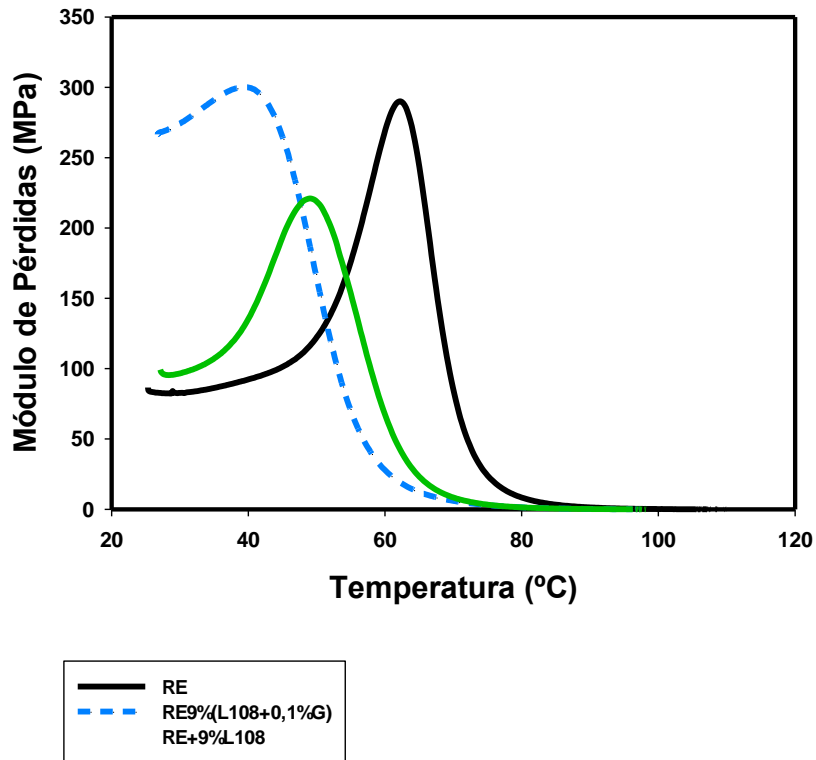 350
300
250
200
150
100
50
0
Módulo de Pérdidas (MPa)
20 40 60 80 100 120
Temperatura (ºC)
RE
RE9%(L108+0,1%G)
RE+9%L108